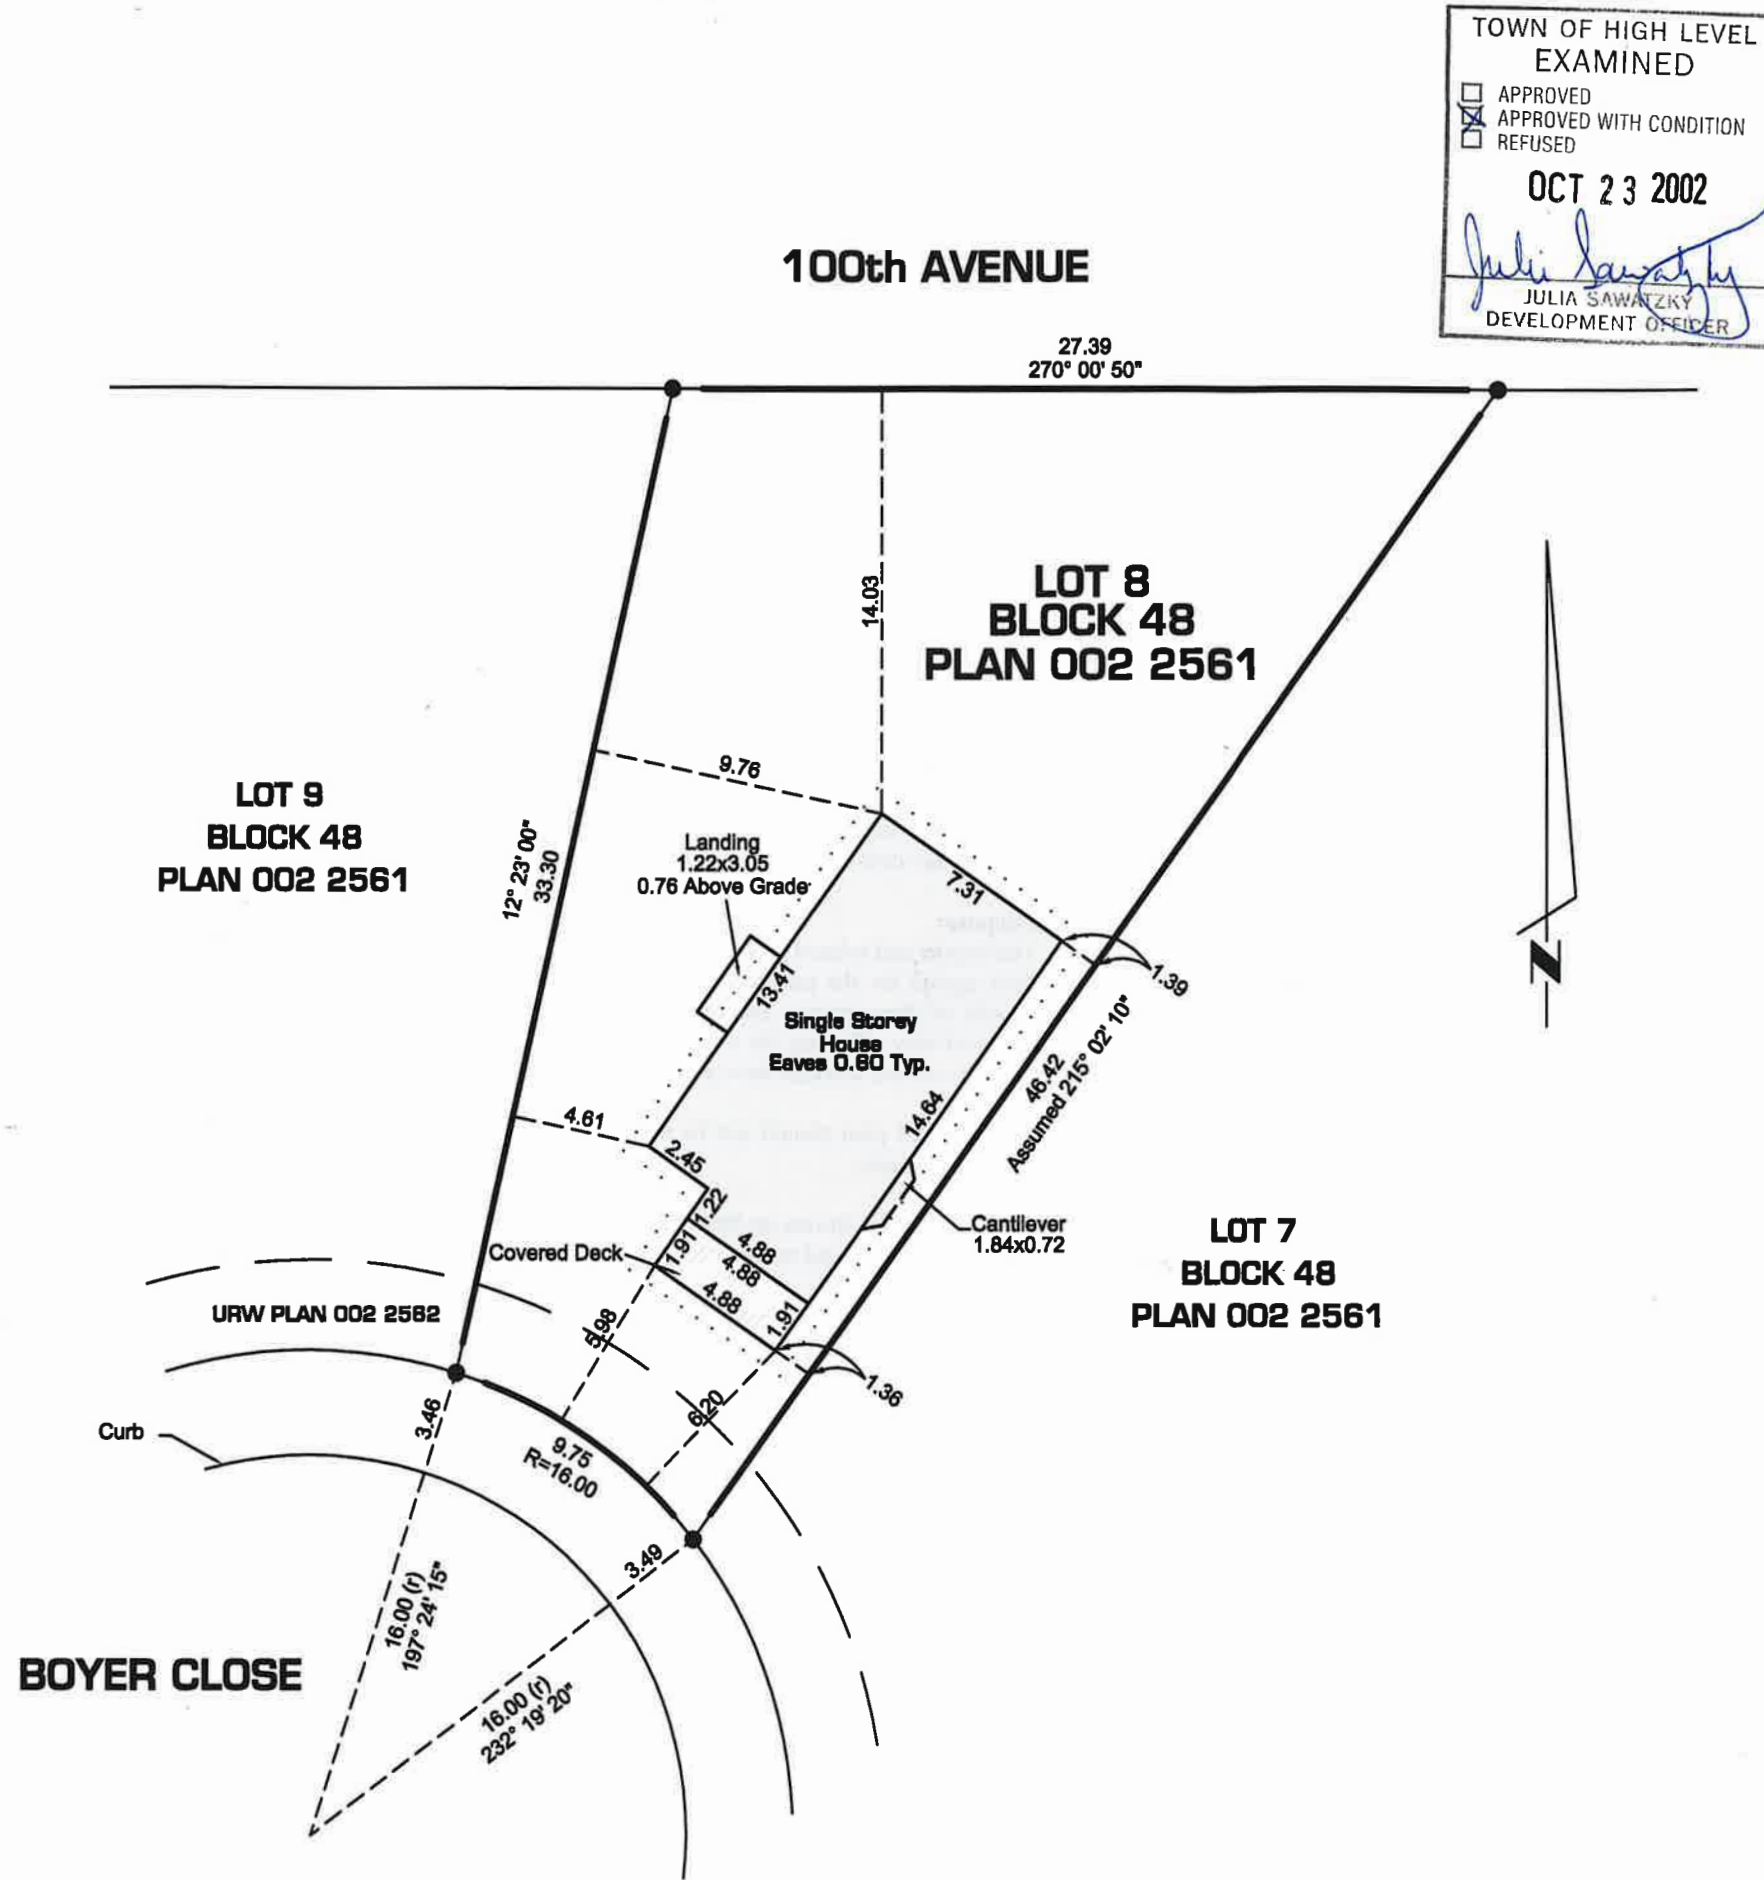 TOWN OF HIGH LEVEL
EXAMINED
APPROVED
APPROVED WITH CONDITION
REFUSED
OCT 23 2002
Julia Sawatzky
JULIA SAWATZKY
DEVELOPMENT OFFICER
100th AVENUE
27.39
270° 00' 50"
14.03
LOT 8
BLOCK 48
PLAN 002 2561
9.76
LOT 9
BLOCK 48
PLAN 002 2561
12° 23' 00"
33.30
Landing
1.22x3.05
0.76 Above Grade
7.31
1.39
13.41
Single Storey
House
Eaves 0.60 Typ.
46.42
Assumed 215° 02' 10"
14.64
4.61
2.45
1.22
Cantilever
1.84x0.72
LOT 7
BLOCK 48
PLAN 002 2561
Covered Deck
1.91
4.88
4.88
4.88
1.91
URW PLAN 002 2562
5.98
1.36
6.20
3.46
Curb
9.75
R=16.00
3.49
16.00 (r)
197° 24' 15"
16.00 (r)
232° 19' 20"
BOYER CLOSE
N